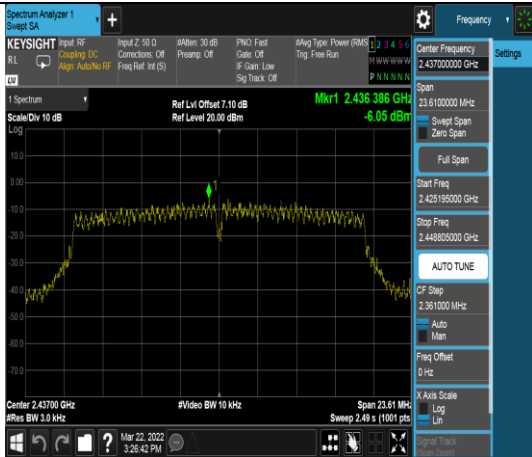 Spectrum Analyzer 1
Swept SA
+
Frequency
KEYSIGHT
RL
LXI
Input: RF
Coupling: DC
Align: Auto/No RF
Input Z: 50 Ω
Corrections: Off
Freq Ref: Int (S)
#Atten: 30 dB
Preamp: Off
PNO: Fast
Gate: Off
IF Gain: Low
Sig Track: Off
#Avg Type: Power (RMS
Trig: Free Run
1 2 3 4 5 6
M W W W W W
P N N N N N
1 Spectrum
Scale/Div 10 dB
Log
Ref Lvl Offset 7.10 dB
Ref Level 20.00 dBm
Mkr1 2.436 386 GHz
-6.05 dBm
1
10.0
0.00
-10.0
-20.0
-30.0
-40.0
-50.0
-60.0
-70.0
Center 2.43700 GHz
#Res BW 3.0 kHz
#Video BW 10 kHz
Span 23.61 MHz
Sweep 2.49 s (1001 pts
?
Mar 22, 2022
3:26:42 PM
Center Frequency
2.437000000 GHz
Span
23.6100000 MHz
Swept Span
Zero Span
Full Span
Start Freq
2.425195000 GHz
Stop Freq
2.448805000 GHz
AUTO TUNE
CF Step
2.361000 MHz
Auto
Man
Freq Offset
0 Hz
X Axis Scale
Log
Lin
Signal Track
(Span Zoom)
Settings